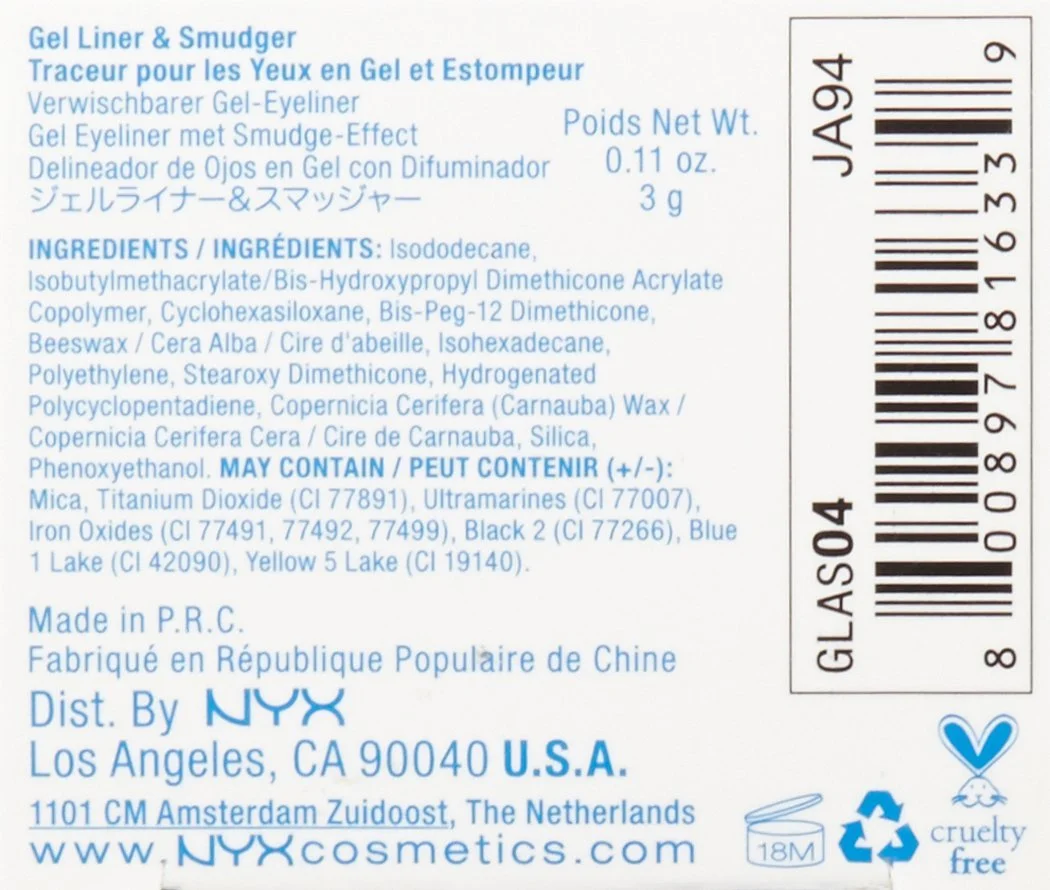 Gel Liner & Smudger
Traceur pour les Yeux en Gel et Estompeur
Verwischbarer Gel-Eyeliner
Gel Eyeliner met Smudge-Effect
Delineador de Ojos en Gel con Difuminador
ジェルライナー&スマッジャー
Poids Net Wt.
0.11 oz.
3 g
INGREDIENTS / INGRÉDIENTS: Isododecane,
Isobutylmethacrylate/Bis-Hydroxypropyl Dimethicone Acrylate
Copolymer, Cyclohexasiloxane, Bis-Peg-12 Dimethicone,
Beeswax / Cera Alba / Cire d'abeille, Isohexadecane,
Polyethylene, Stearoxy Dimethicone, Hydrogenated
Polycyclopentadiene, Copernicia Cerifera (Carnauba) Wax /
Copernicia Cerifera Cera / Cire de Carnauba, Silica,
Phenoxyethanol. MAY CONTAIN / PEUT CONTENIR (+/-):
Mica, Titanium Dioxide (CI 77891), Ultramarines (CI 77007),
Iron Oxides (CI 77491, 77492, 77499), Black 2 (CI 77266), Blue
1 Lake (CI 42090), Yellow 5 Lake (CI 19140).
Made in P.R.C.
Fabriqué en République Populaire de Chine
Dist. By NYX
Los Angeles, CA 90040 U.S.A.
1101 CM Amsterdam Zuidoost, The Netherlands
www.NYXcosmetics.com
GLAS04 JA94
8 00897 81633 9
18M
cruelty
free